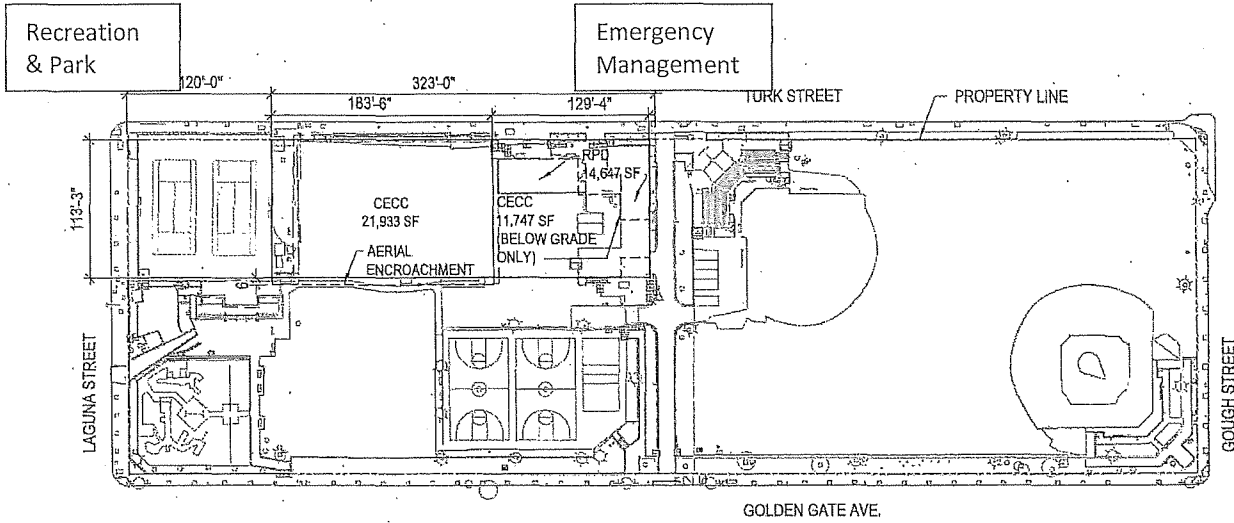 Recreation
& Park
Emergency
Management
120'-0"
323'-0"
183'-6"
129'-4"
TURK STREET
PROPERTY LINE
113'-3"
RPD
14,647 SF
CECC
21,933 SF
CECC
11,747 SF
(BELOW GRADE
ONLY)
AERIAL
ENCROACHMENT
LAGUNA STREET
GOUGH STREET
GOLDEN GATE AVE.